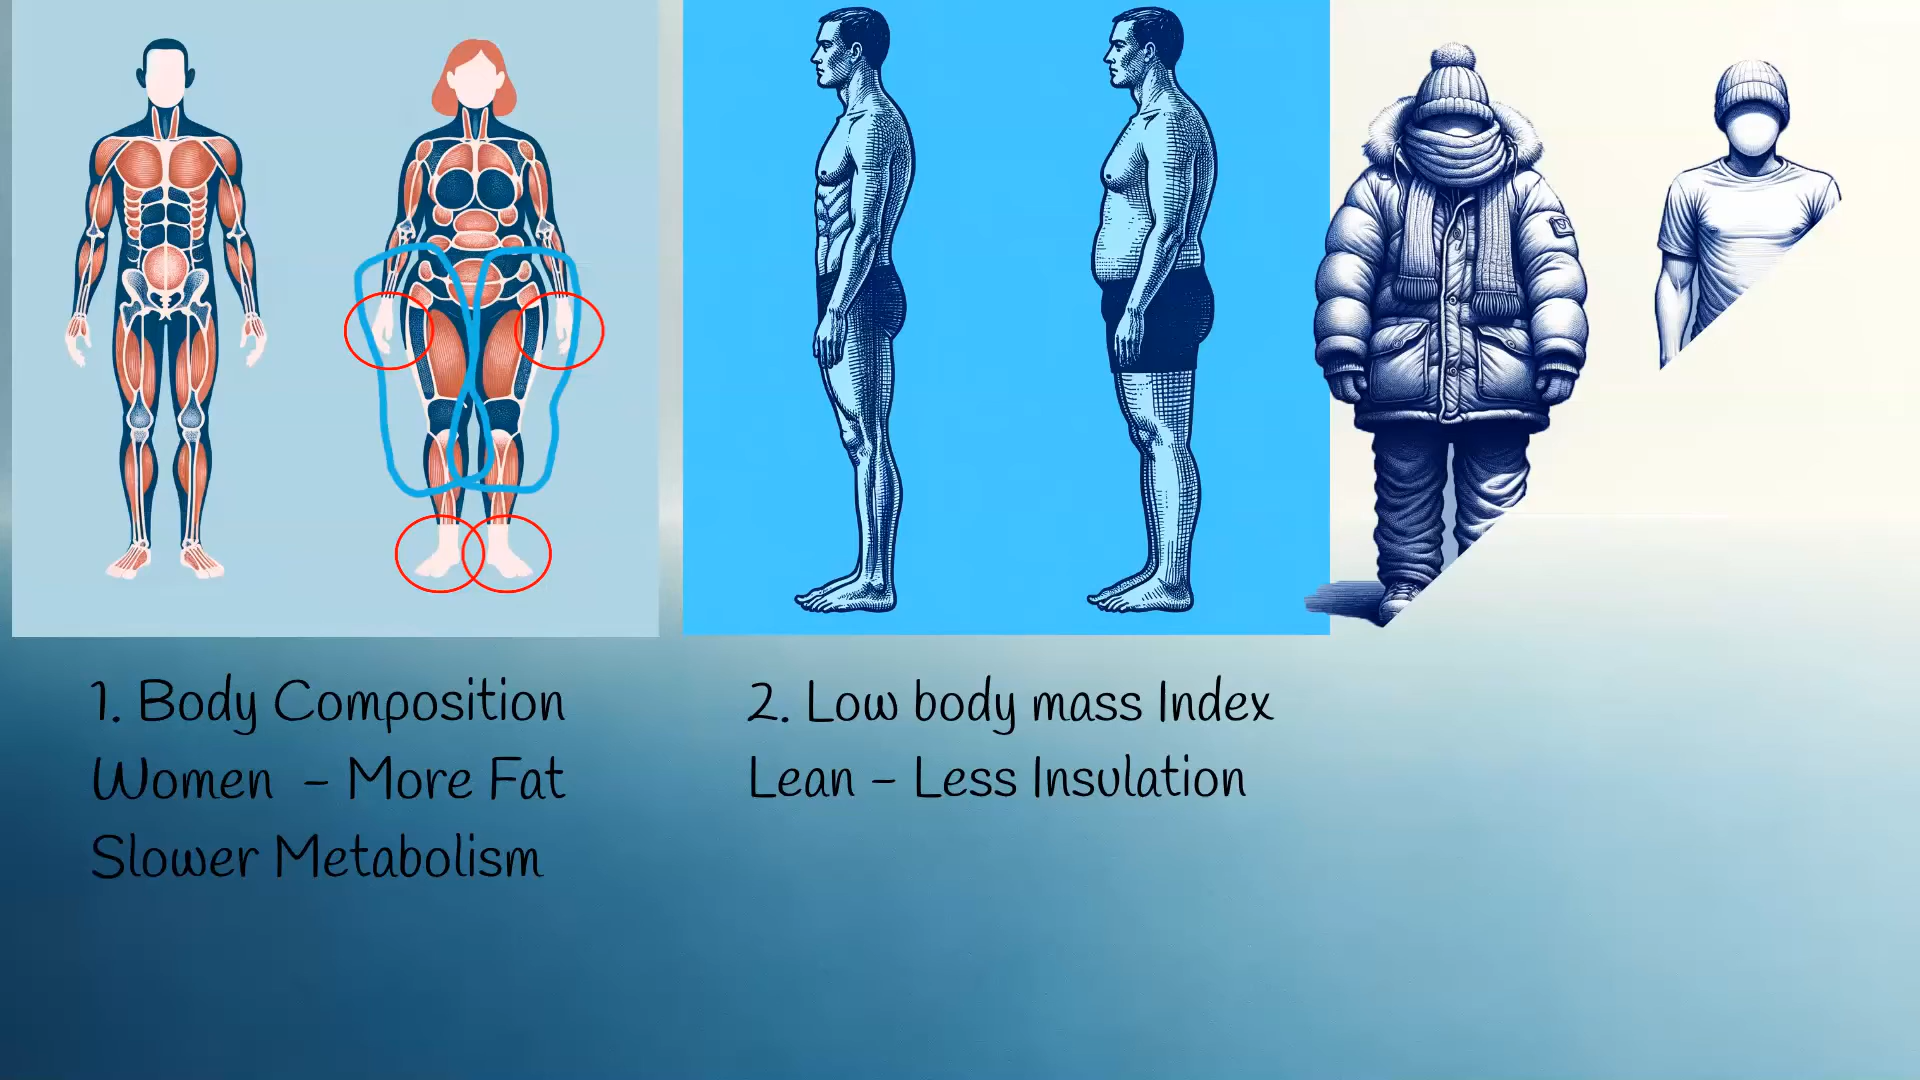 1. Body Composition
Women - More Fat
Slower Metabolism
2. Low body mass Index
Lean - Less Insulation